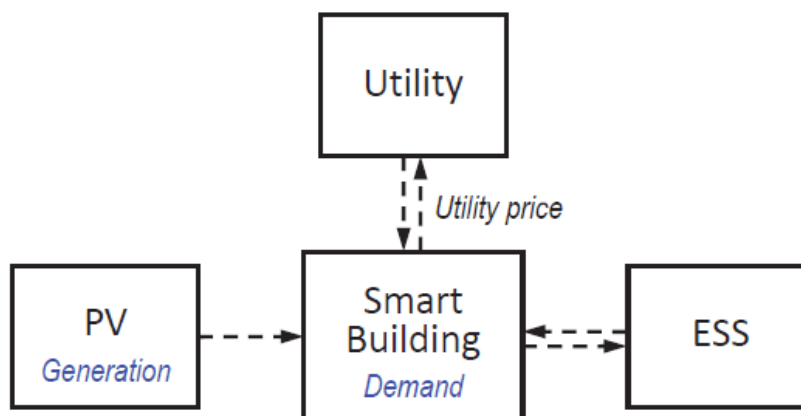 Utility
Utility price
PV
Generation
Smart
Building
Demand
ESS